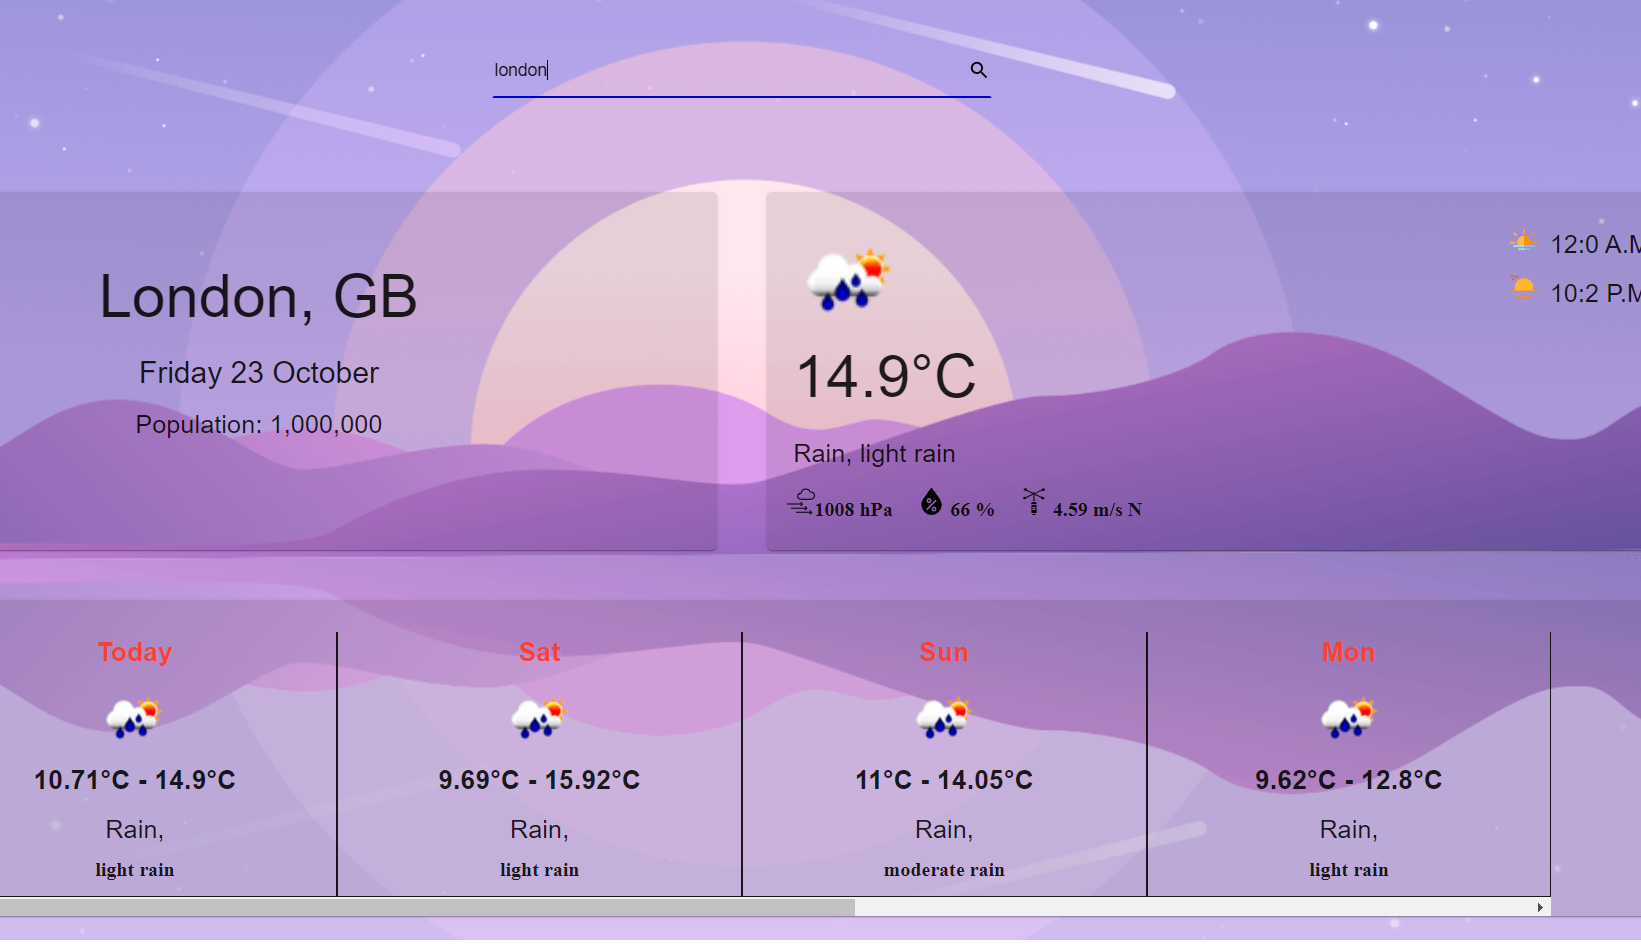 london
London, GB
Friday 23 October
Population: 1,000,000
14.9°C
Rain, light rain
1008 hPa
66 %
4.59 m/s N
12:0 A.M
10:2 P.M
Today
10.71°C - 14.9°C
Rain,
light rain
Sat
9.69°C - 15.92°C
Rain,
light rain
Sun
11°C - 14.05°C
Rain,
moderate rain
Mon
9.62°C - 12.8°C
Rain,
light rain